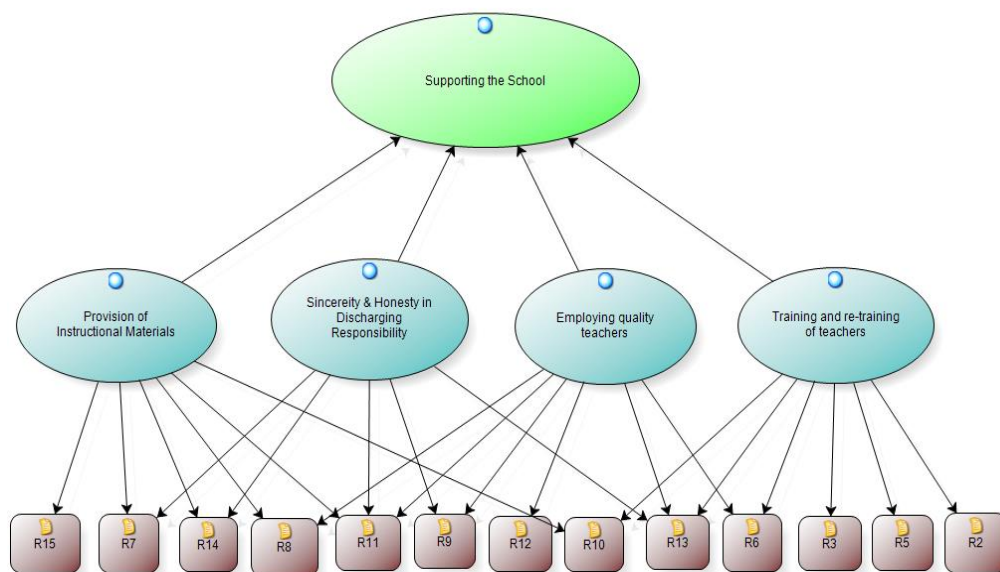 Supporting the School
Provision of
Instructional Materials
Sincereity & Honesty in
Discharging
Responsibility
Employing quality
teachers
Training and re-training
of teachers
R15
R7
R14
R8
R11
R9
R12
R10
R13
R6
R3
R5
R2